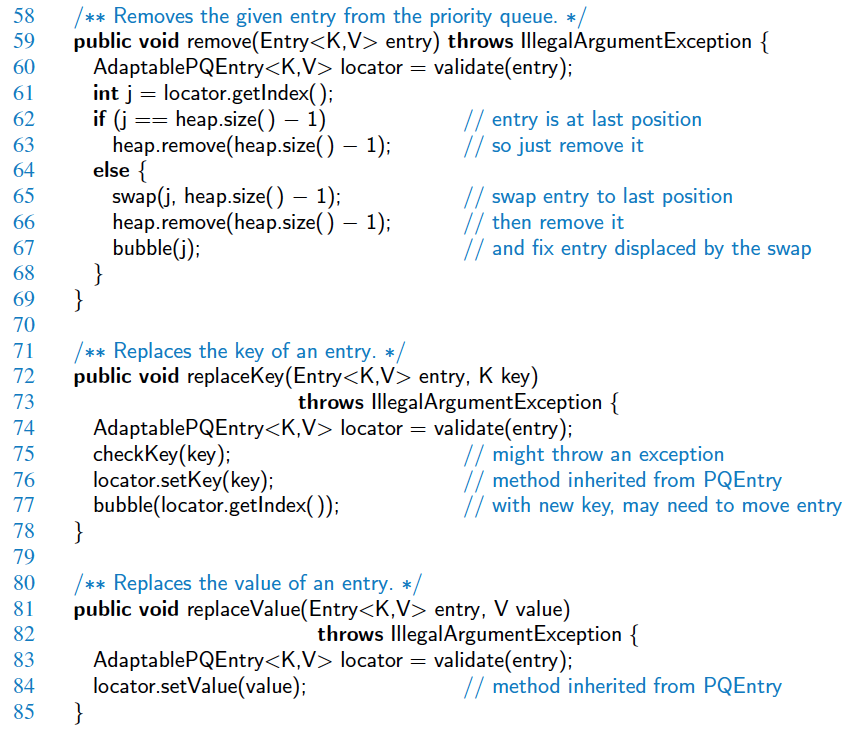 58 /** Removes the given entry from the priority queue. */
59 public void remove(Entry<K,V> entry) throws IllegalArgumentException {
60 AdaptablePQEntry<K,V> locator = validate(entry);
61 int j = locator.getIndex();
62 if (j == heap.size() − 1) // entry is at last position
63 heap.remove(heap.size() − 1); // so just remove it
64 else {
65 swap(j, heap.size() − 1); // swap entry to last position
66 heap.remove(heap.size() − 1); // then remove it
67 bubble(j); // and fix entry displaced by the swap
68 }
69 }
70
71 /** Replaces the key of an entry. */
72 public void replaceKey(Entry<K,V> entry, K key)
73 throws IllegalArgumentException {
74 AdaptablePQEntry<K,V> locator = validate(entry);
75 checkKey(key); // might throw an exception
76 locator.setKey(key); // method inherited from PQEntry
77 bubble(locator.getIndex()); // with new key, may need to move entry
78 }
79
80 /** Replaces the value of an entry. */
81 public void replaceValue(Entry<K,V> entry, V value)
82 throws IllegalArgumentException {
83 AdaptablePQEntry<K,V> locator = validate(entry);
84 locator.setValue(value); // method inherited from PQEntry
85 }